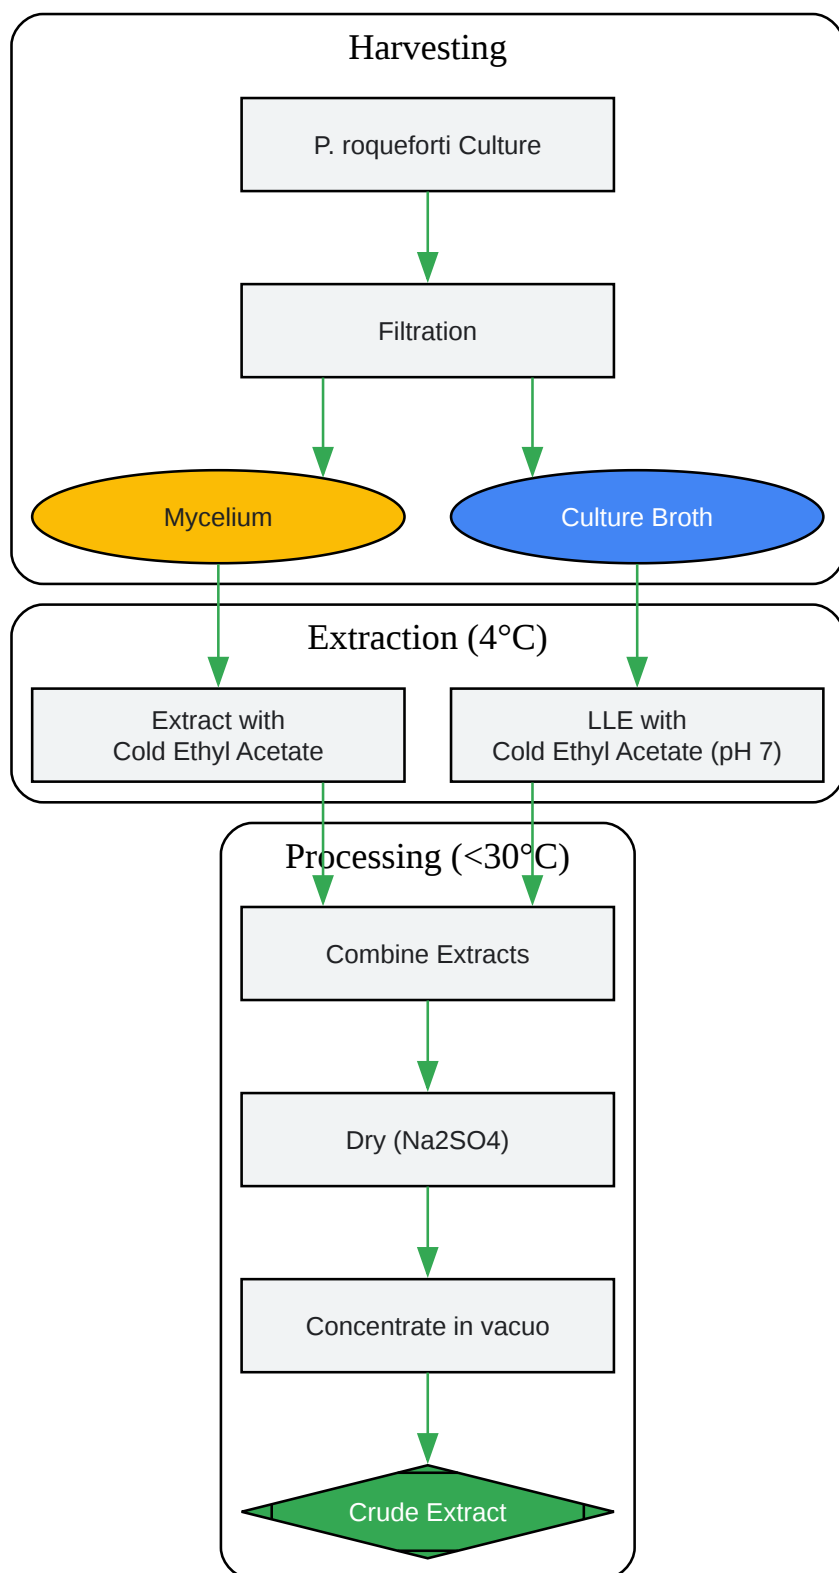 Harvesting
P. roqueforti Culture
Filtration
Mycelium
Culture Broth
Extraction (4°C)
Extract with
Cold Ethyl Acetate
LLE with
Cold Ethyl Acetate (pH 7)
Processing (<30°C)
Combine Extracts
Dry (Na2SO4)
Concentrate in vacuo
Crude Extract